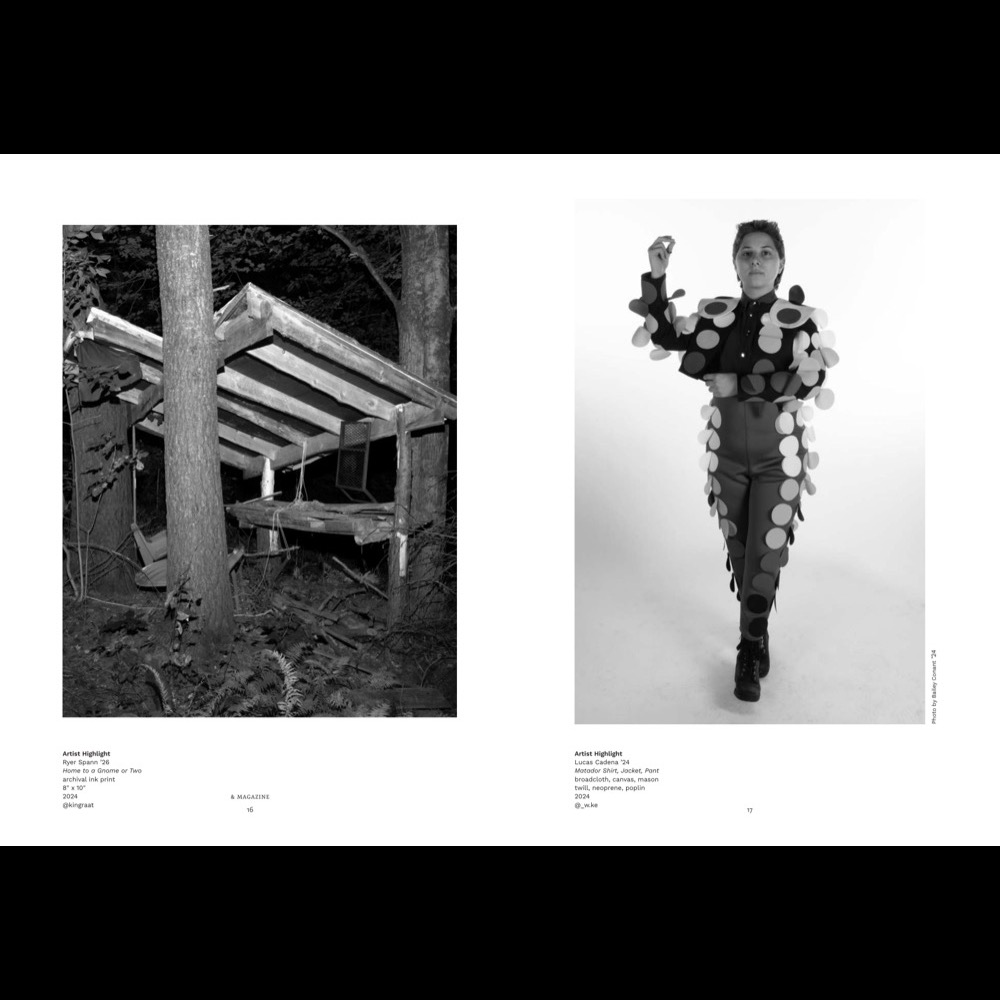 Artist Highlight
Ryer Spann '26
Home to a Gnome or Two
archival ink print
8" x 10"
2024
@kingraat
& MAGAZINE
16
Artist Highlight
Lucas Cadena '24
Matador Shirt, Jacket, Pant
broadcloth, canvas, mason
twill, neoprene, poplin
2024
@_w.ke
17
Photo by Bailey Conant '24